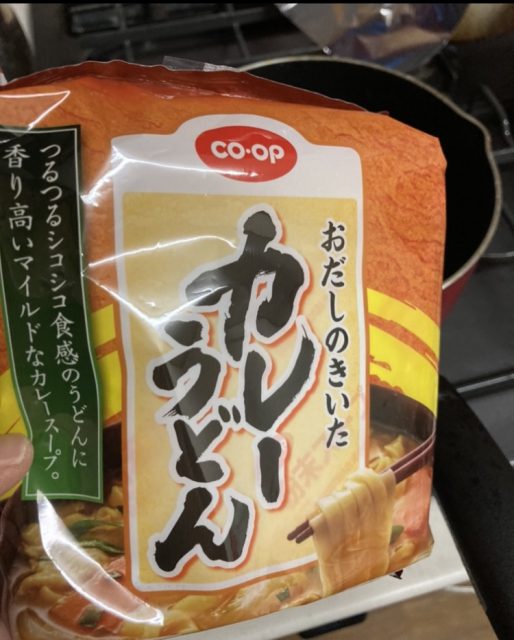 CO·OP
おだしのきいた
カレー
うどん
つるつるシコシコ食感のうどんに
香り高いマイルドなカレースープ。